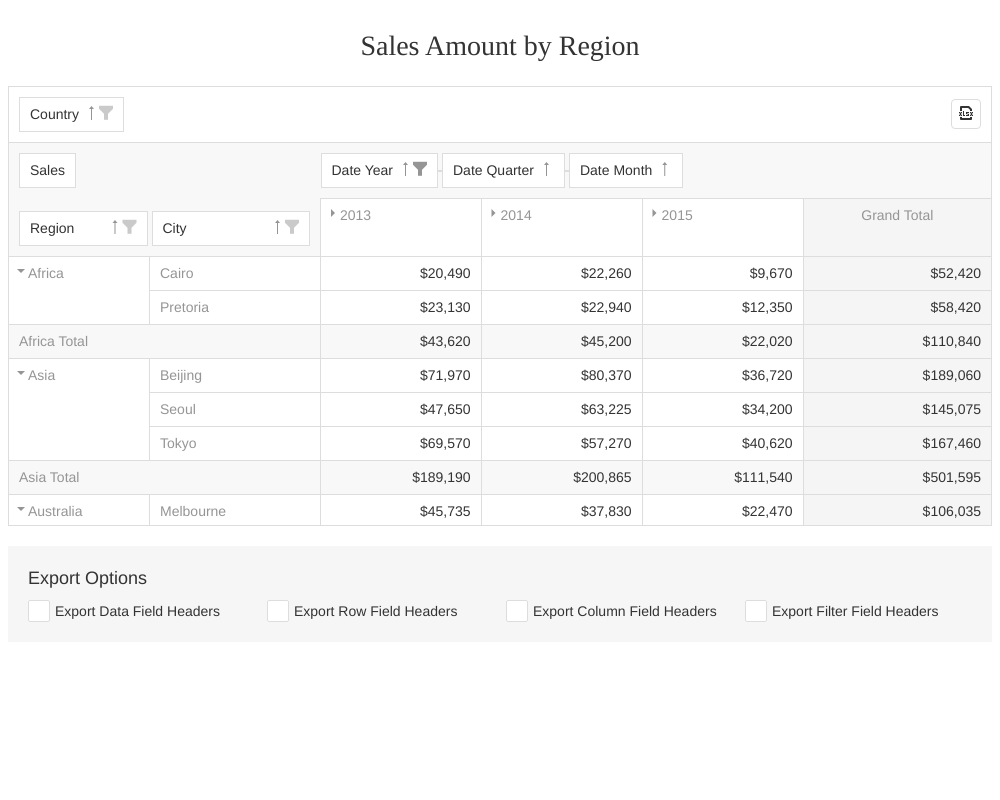 Sales Amount by Region
Country
xlsx
Sales
Date Year Date Quarter Date Month
Region City
2013 2014 2015 Grand Total
Africa Cairo $20,490 $22,260 $9,670 $52,420
Pretoria $23,130 $22,940 $12,350 $58,420
Africa Total $43,620 $45,200 $22,020 $110,840
Asia Beijing $71,970 $80,370 $36,720 $189,060
Seoul $47,650 $63,225 $34,200 $145,075
Tokyo $69,570 $57,270 $40,620 $167,460
Asia Total $189,190 $200,865 $111,540 $501,595
Australia Melbourne $45,735 $37,830 $22,470 $106,035
Export Options
Export Data Field Headers Export Row Field Headers Export Column Field Headers Export Filter Field Headers